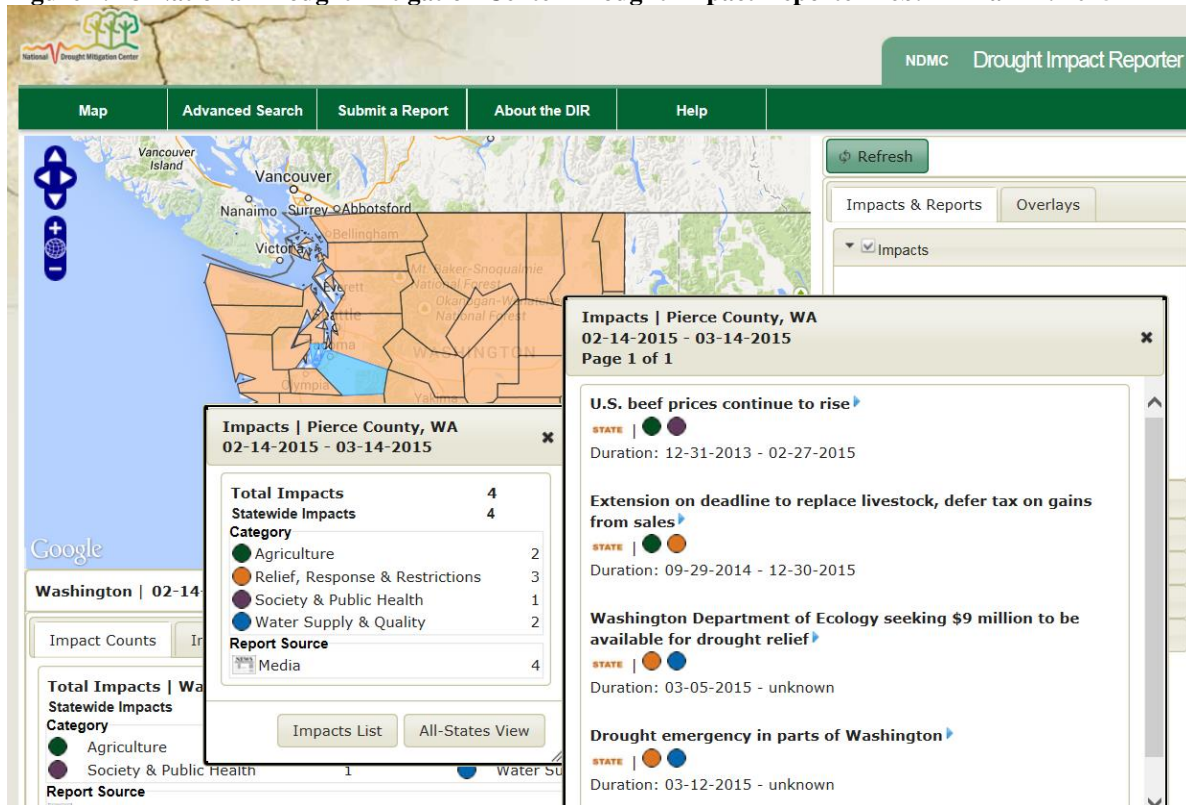 National Drought Mitigation Center
NDMC Drought Impact Reporter
Map Advanced Search Submit a Report About the DIR Help
Vancouver
Island
Vancouver
Nanaimo Surrey Abbotsford
Bellingham
Victoria
Mt. Baker-Snoqualmie
National Forest
Everett
National Forest
WASHINGTON
Olympia
Yakima
Google
Refresh
Impacts & Reports Overlays
Impacts
Washington | 02-14-
Impact Counts
Total Impacts | Wa
Statewide Impacts
Category
Agriculture
Society & Public Health 1
Water Su
Report Source
Impacts | Pierce County, WA
02-14-2015 - 03-14-2015
Total Impacts 4
Statewide Impacts 4
Category
Agriculture 2
Relief, Response & Restrictions 3
Society & Public Health 1
Water Supply & Quality 2
Report Source
NEWS Media 4
Impacts List All-States View
Impacts | Pierce County, WA
02-14-2015 - 03-14-2015
Page 1 of 1
U.S. beef prices continue to rise
STATE |
Duration: 12-31-2013 - 02-27-2015
Extension on deadline to replace livestock, defer tax on gains
from sales
STATE |
Duration: 09-29-2014 - 12-30-2015
Washington Department of Ecology seeking $9 million to be
available for drought relief
STATE |
Duration: 03-05-2015 - unknown
Drought emergency in parts of Washington
STATE |
Duration: 03-12-2015 - unknown